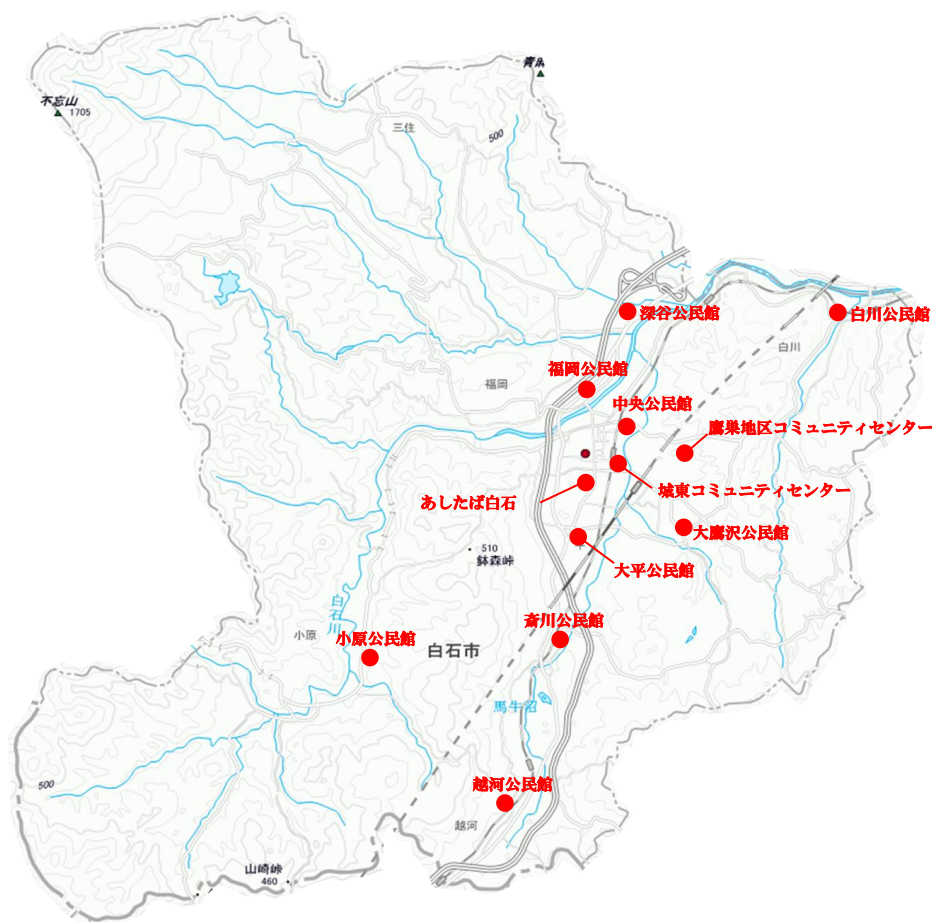 青麻
不忘山
1705
三住
500
深谷公民館
白川公民館
白川
福岡公民館
福岡
中央公民館
鷹巣地区コミュニティセンター
城東コミュニティセンター
あしたば白石
大鷹沢公民館
510
鉢森峠
大平公民館
白石川
斎川公民館
小原
小原公民館
白石市
馬牛沼
500
越河公民館
越河
山崎峠
460